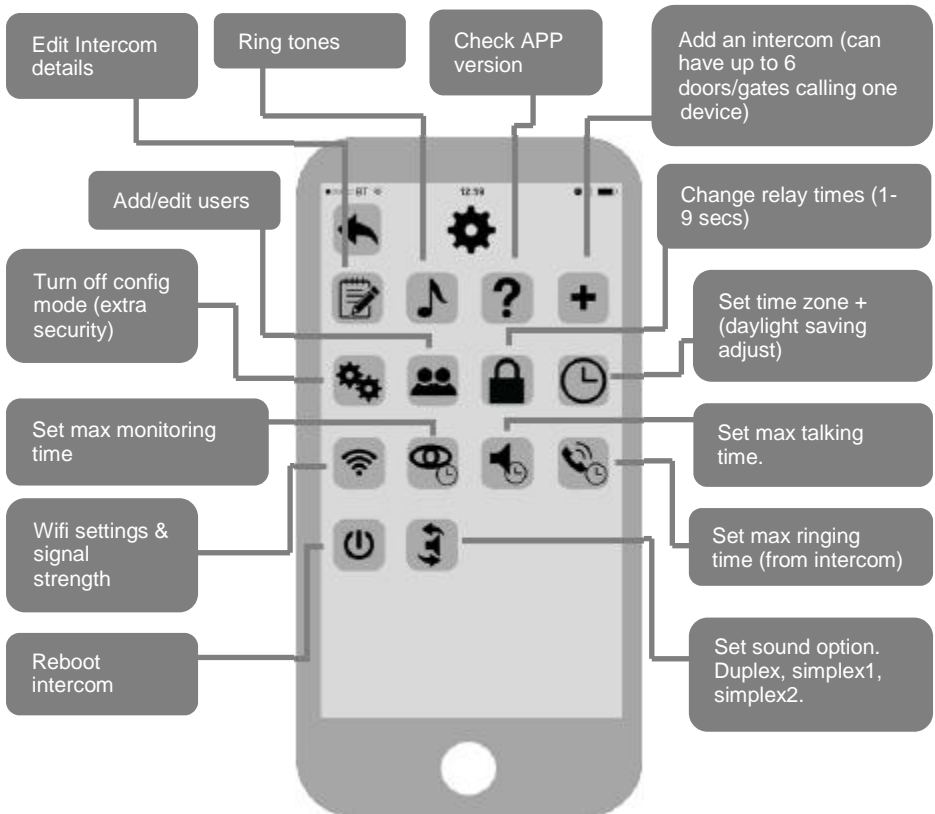 Edit Intercom
details
Ring tones
Check APP
version
Add an intercom (can
have up to 6
doors/gates calling one
device)
Add/edit users
Change relay times (1-
9 secs)
BT
12:19
Turn off config
mode (extra
security)
Set time zone +
(daylight saving
adjust)
Set max monitoring
time
Set max talking
time.
Wifi settings &
signal
strength
Set max ringing
time (from intercom)
Reboot
intercom
Set sound option.
Duplex, simplex1,
simplex2.